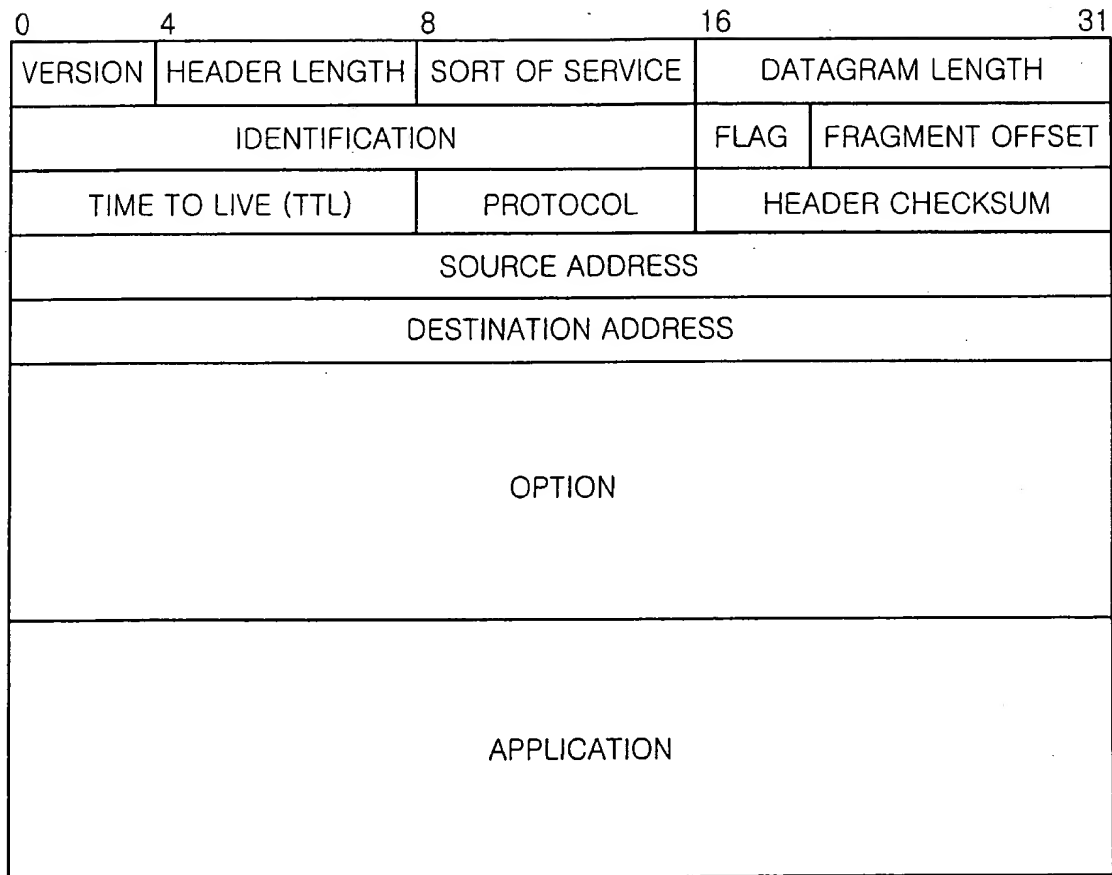 0 4 8 16 31
VERSION HEADER LENGTH SORT OF SERVICE DATAGRAM LENGTH
IDENTIFICATION FLAG FRAGMENT OFFSET
TIME TO LIVE (TTL) PROTOCOL HEADER CHECKSUM
SOURCE ADDRESS
DESTINATION ADDRESS
OPTION
APPLICATION